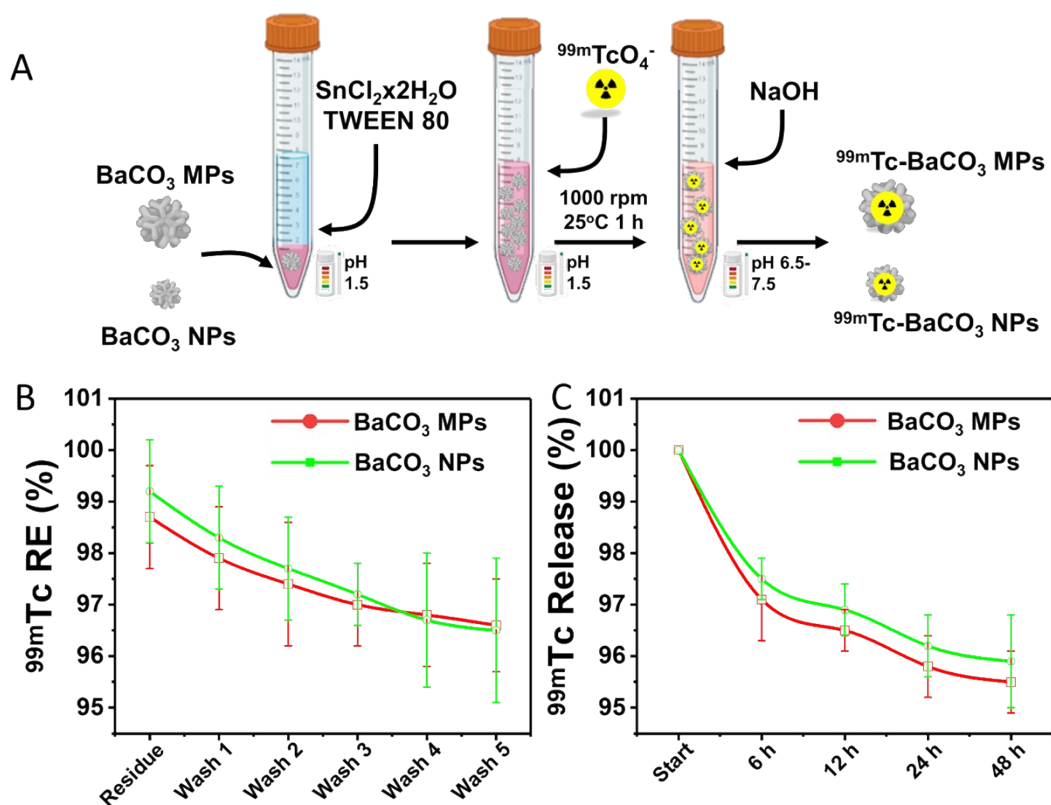 A
BaCO₃ MPs
BaCO₃ NPs
SnCl₂x2H₂O
TWEEN 80
pH
1.5
⁹⁹ᵐTcO₄⁻
1000 rpm
25°C 1 h
pH
1.5
NaOH
pH 6.5-
7.5
⁹⁹ᵐTc-BaCO₃ MPs
⁹⁹ᵐTc-BaCO₃ NPs
B
⁹⁹ᵐTc RE (%)
101
100
99
98
97
96
95
BaCO₃ MPs
BaCO₃ NPs
Residue
Wash 1
Wash 2
Wash 3
Wash 4
Wash 5
C
⁹⁹ᵐTc Release (%)
101
100
99
98
97
96
95
BaCO₃ MPs
BaCO₃ NPs
Start
6 h
12 h
24 h
48 h